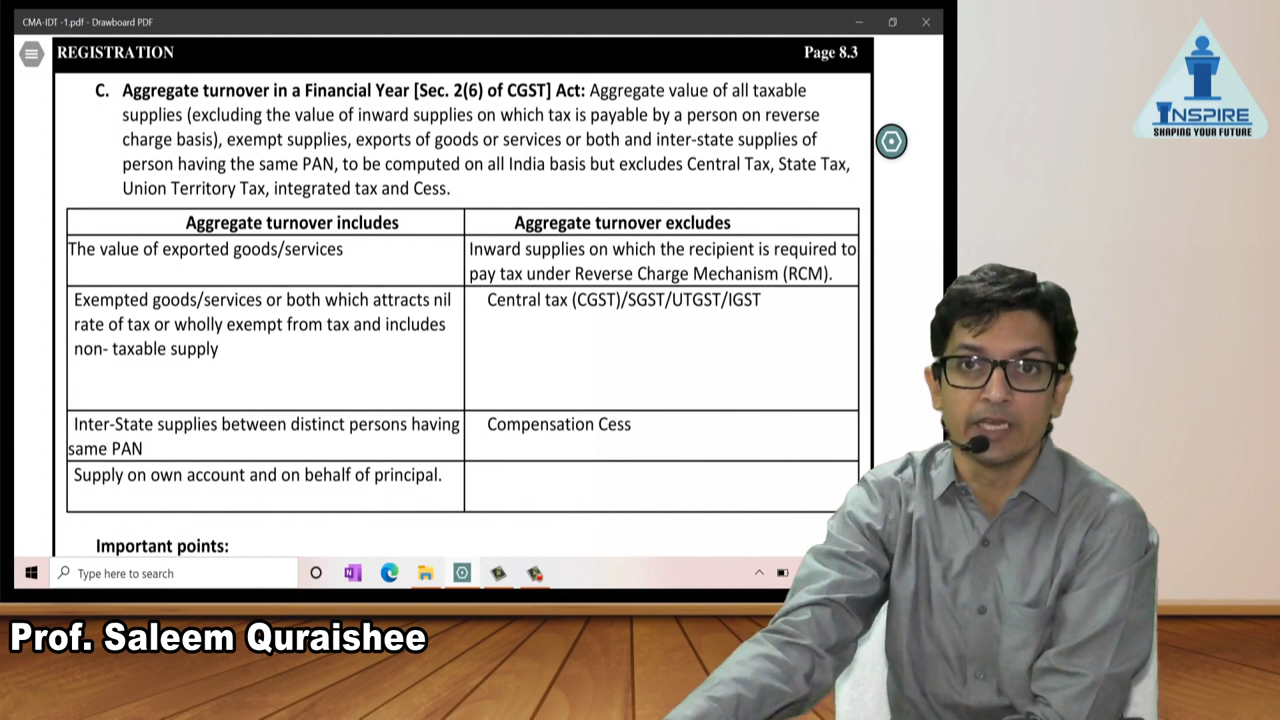 CMA-IDT -1.pdf - Drawboard PDF
REGISTRATION
Page 8.3
C. Aggregate turnover in a Financial Year [Sec. 2(6) of CGST] Act: Aggregate value of all taxable
supplies (excluding the value of inward supplies on which tax is payable by a person on reverse
charge basis), exempt supplies, exports of goods or services or both and inter-state supplies of
person having the same PAN, to be computed on all India basis but excludes Central Tax, State Tax,
Union Territory Tax, integrated tax and Cess.
Aggregate turnover includes
Aggregate turnover excludes
The value of exported goods/services
Inward supplies on which the recipient is required to
pay tax under Reverse Charge Mechanism (RCM).
Exempted goods/services or both which attracts nil
rate of tax or wholly exempt from tax and includes
non- taxable supply
Central tax (CGST)/SGST/UTGST/IGST
Inter-State supplies between distinct persons having
same PAN
Compensation Cess
Supply on own account and on behalf of principal.
Important points:
Type here to search
Prof. Saleem Quraishee
INSPIRE
SHAPING YOUR FUTURE